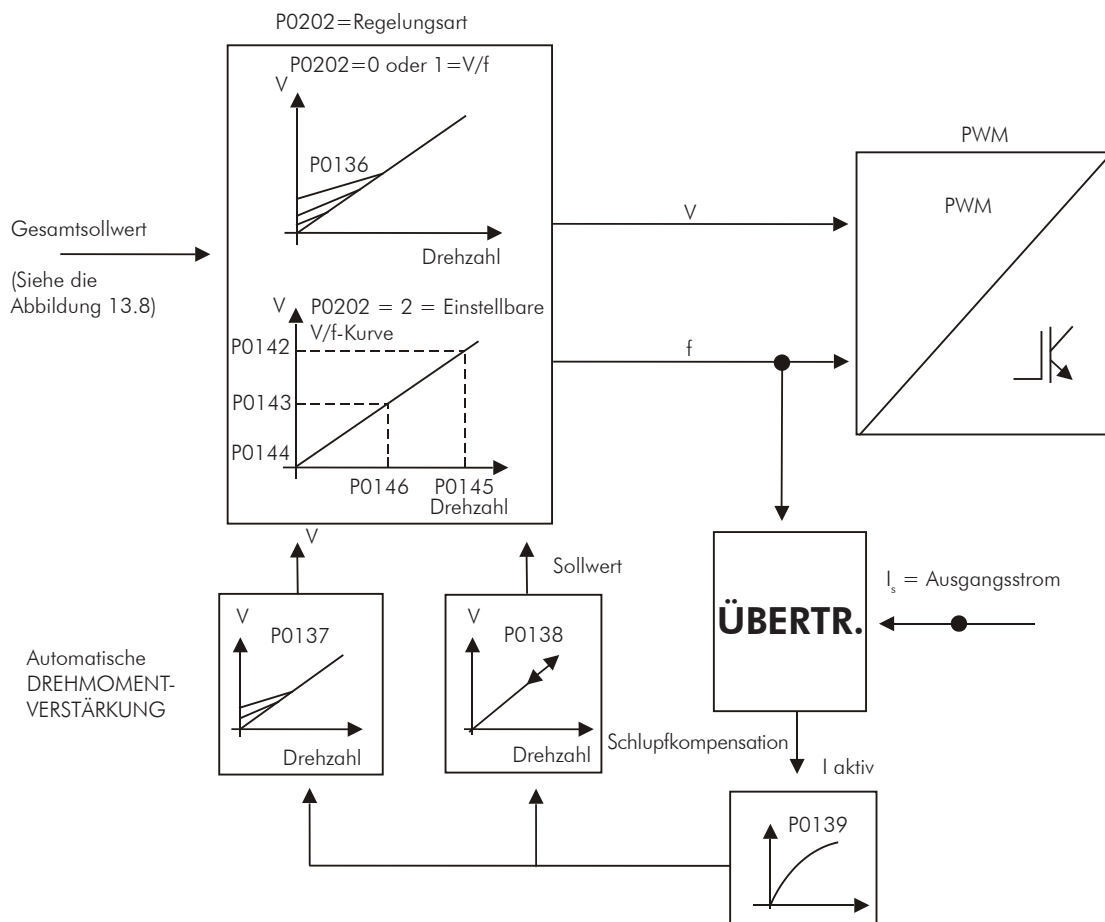 P0202=Regelungsart
P0202=0 oder 1=V/f
V
P0136
Drehzahl
Gesamtsollwert
(Siehe die
Abbildung 13.8)
V
P0202 = 2 = Einstellbare
V/f-Kurve
P0142
P0143
P0144
P0146
P0145
Drehzahl
V
f
PWM
PWM
V
Sollwert
ÜBERTR.
Is = Ausgangsstrom
Automatische
DREHMOMENT-
VERSTÄRKUNG
V
P0137
Drehzahl
P0138
Drehzahl
Schlupfkompensation
I aktiv
P0139